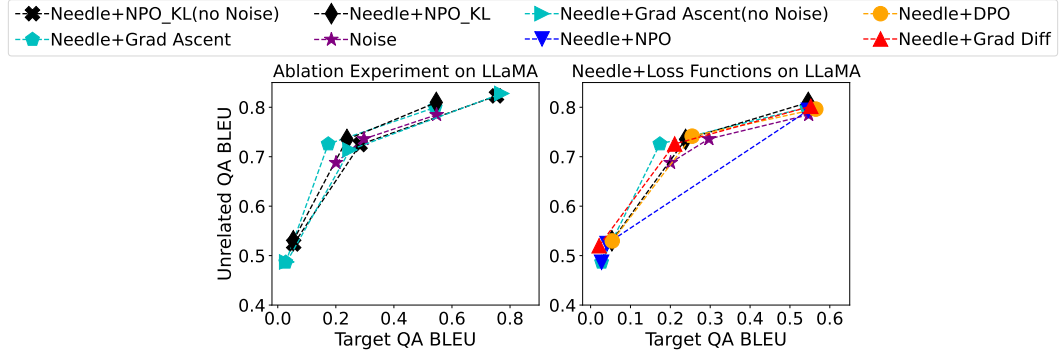 Needle+NPO_KL(no Noise) Needle+NPO_KL Needle+Grad Ascent(no Noise) Needle+DPO
Needle+Grad Ascent Noise Needle+NPO Needle+Grad Diff
Ablation Experiment on LLaMA Needle+Loss Functions on LLaMA
Unrelated QA BLEU
0.8 0.8
0.7 0.7
0.6 0.6
0.5 0.5
0.4 0.4
0.0 0.2 0.4 0.6 0.8 0.0 0.1 0.2 0.3 0.4 0.5 0.6
Target QA BLEU Target QA BLEU